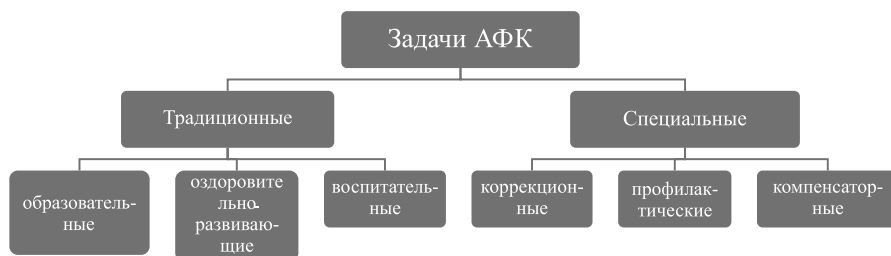 Задачи АФК
Традиционные
Специальные
образователь-
ные
оздоровите
льно-
развиваю-
щие
воспитатель-
ные
коррекцион-
ные
профилак-
тические
компенсатор-
ные